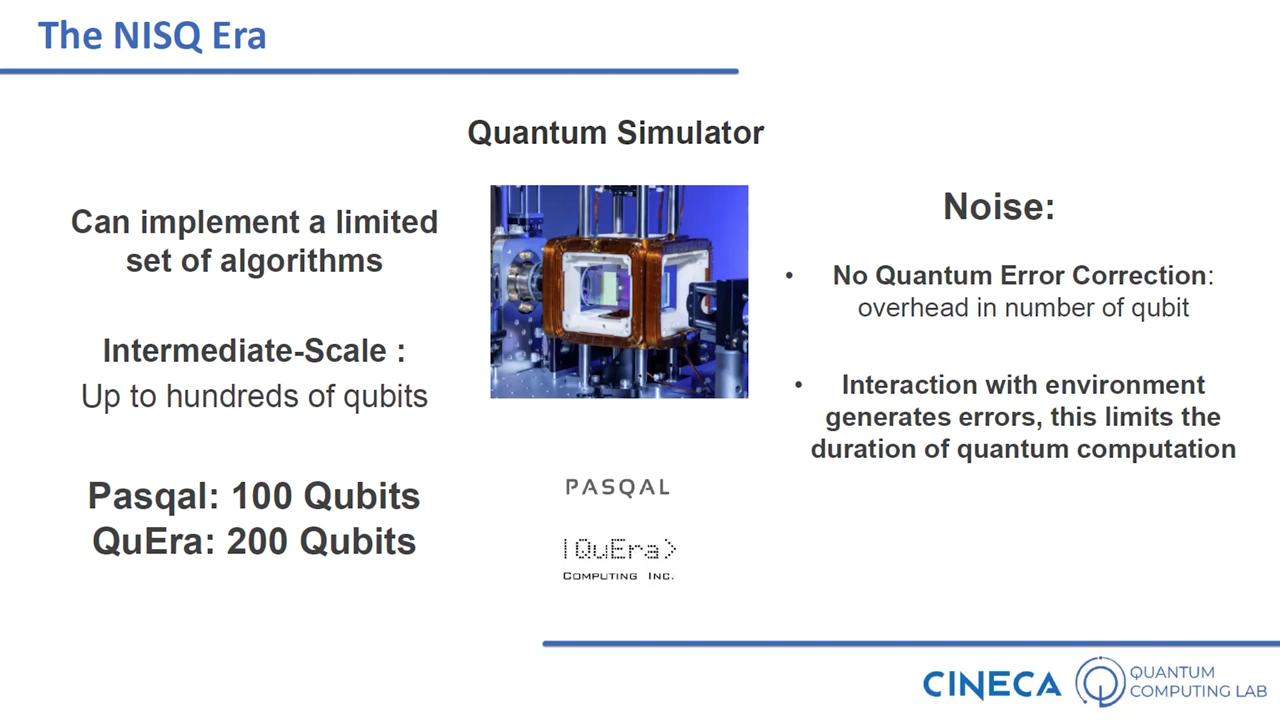 The NISQ Era
Quantum Simulator
Can implement a limited
set of algorithms
Intermediate-Scale :
Up to hundreds of qubits
Pasqal: 100 Qubits
QuEra: 200 Qubits
PASQAL
|QuEra>
COMPUTING INC.
Noise:
• No Quantum Error Correction:
overhead in number of qubit
• Interaction with environment
generates errors, this limits the
duration of quantum computation
CINECA
QUANTUM
COMPUTING LAB